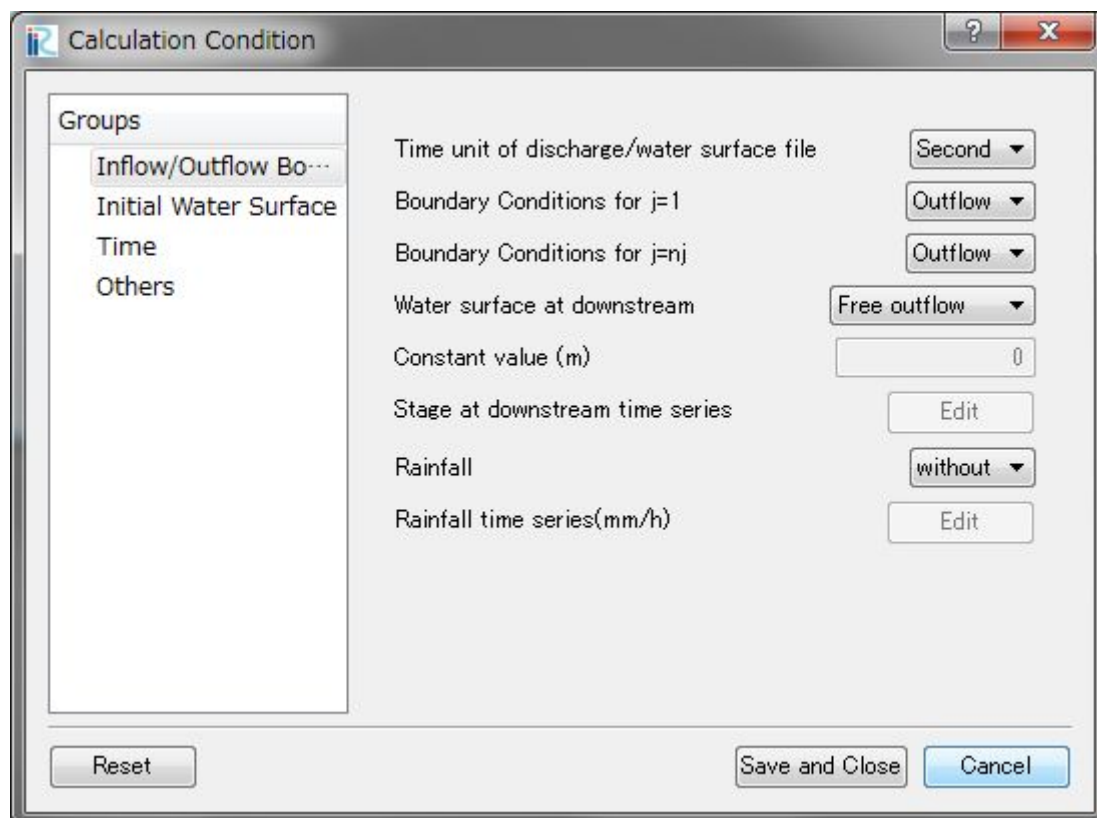 iRIC Calculation Condition
Groups
Inflow/Outflow Bo…
Initial Water Surface
Time
Others
Time unit of discharge/water surface file Second
Boundary Conditions for j=1 Outflow
Boundary Conditions for j=nj Outflow
Water surface at downstream Free outflow
Constant value (m) 0
Stage at downstream time series Edit
Rainfall without
Rainfall time series(mm/h) Edit
Reset Save and Close Cancel